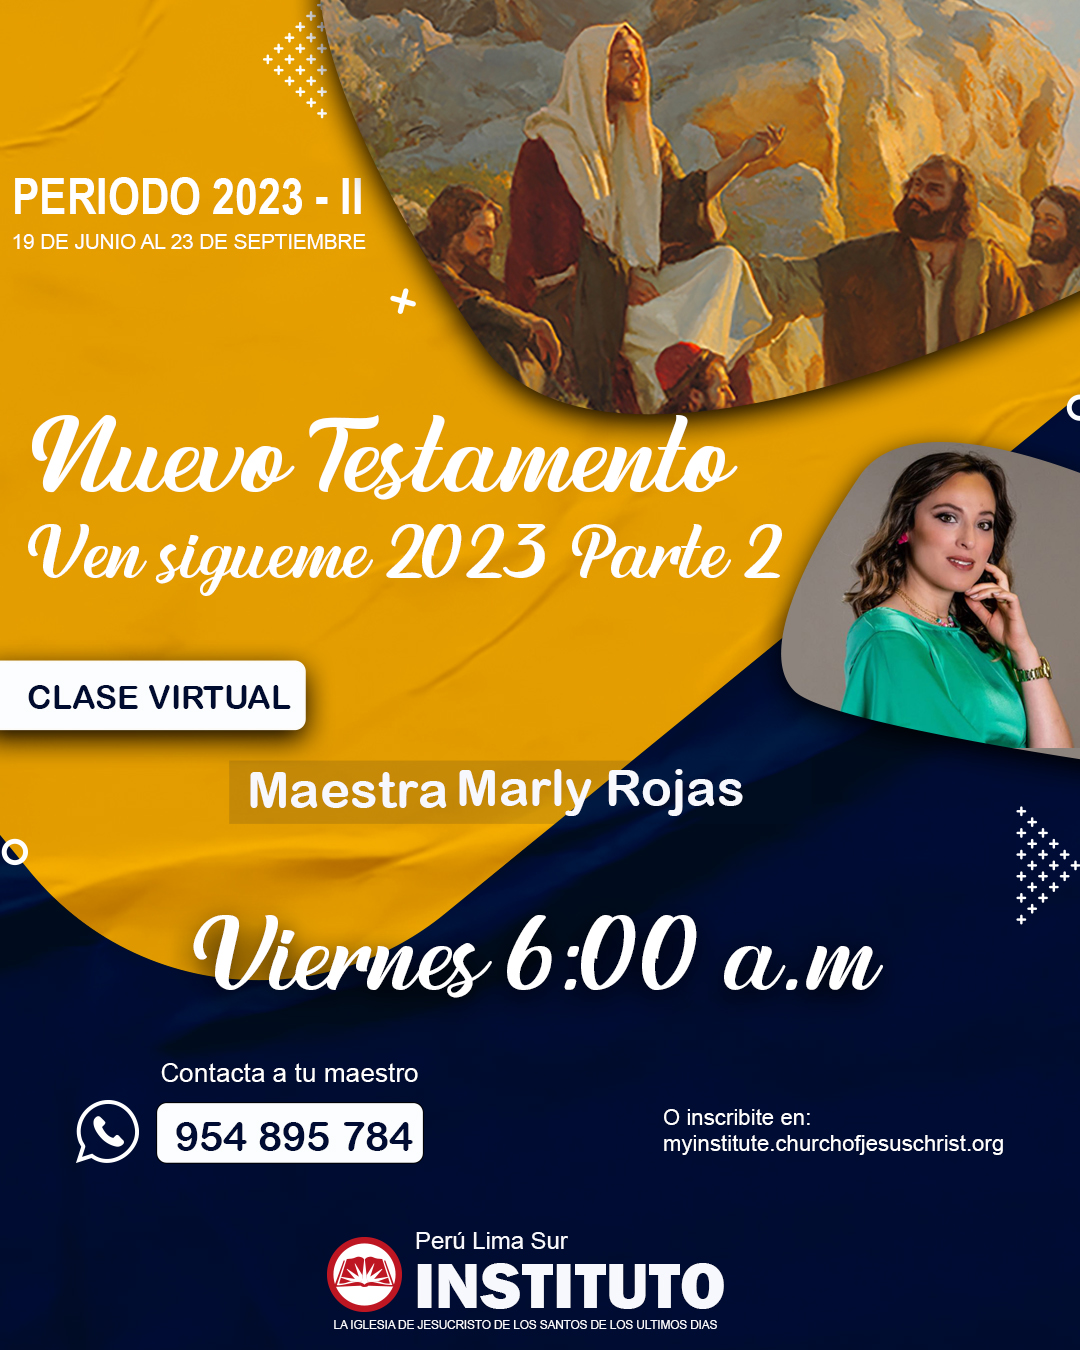 PERIODO 2023 - II
19 DE JUNIO AL 23 DE SEPTIEMBRE
Nuevo Testamento
Ven sigueme 2023 Parte 2
CLASE VIRTUAL
Maestra Marly Rojas
Viernes 6:00 a.m
Contacta a tu maestro
954 895 784
O inscribite en:
myinstitute.churchofjesuschrist.org
Perú Lima Sur
INSTITUTO
LA IGLESIA DE JESUCRISTO DE LOS SANTOS DE LOS ULTIMOS DIAS